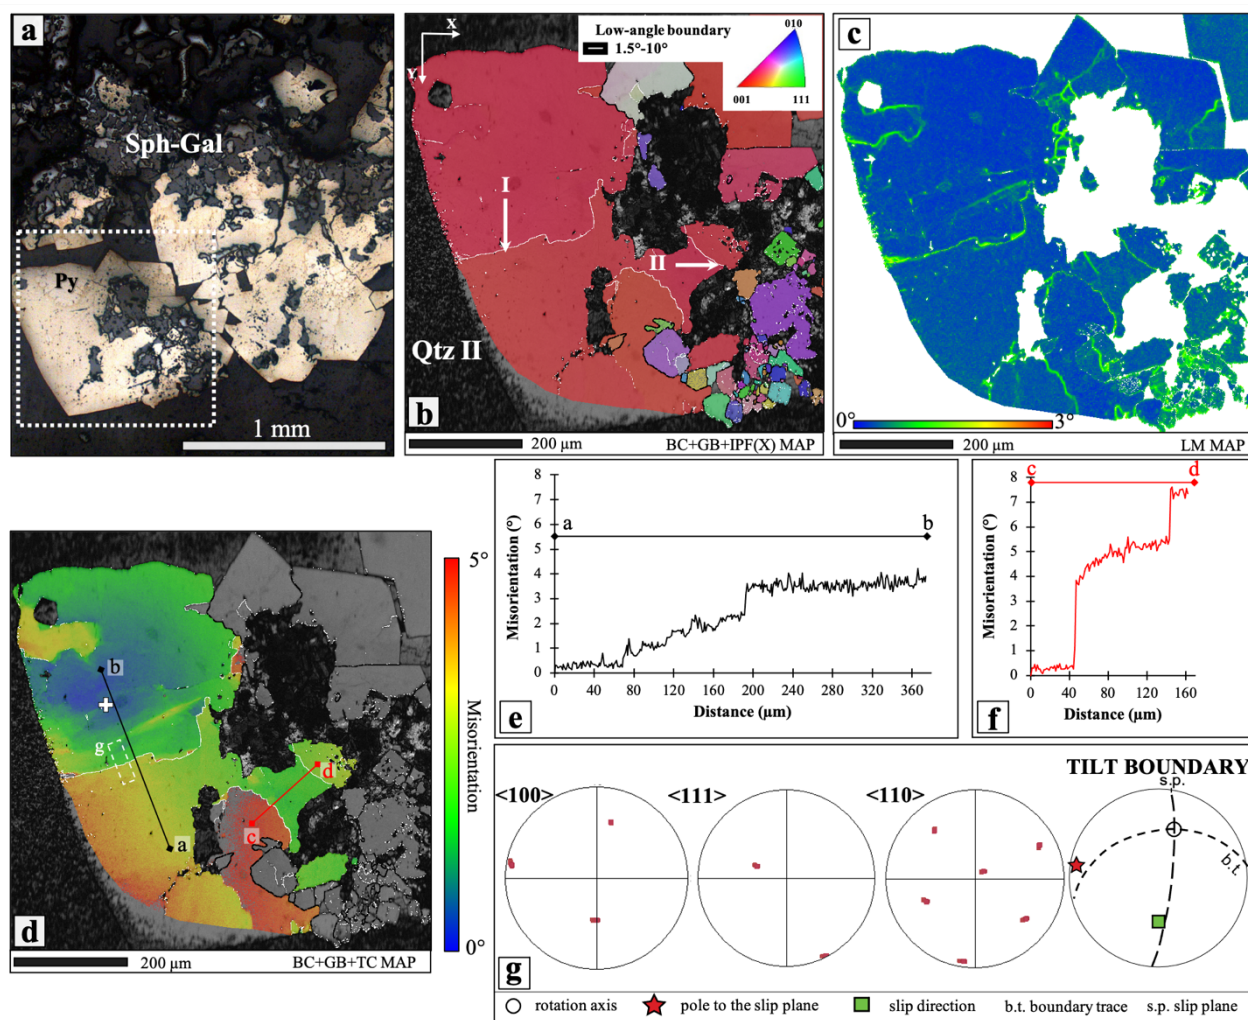 a
Sph-Gal
Py
1 mm
X
Y
Low-angle boundary
1.5°-10°
010
001
111
I
II
Qtz II
b
200 µm
BC+GB+IPF(X) MAP
c
0°
3°
200 µm
LM MAP
b
g
a
d
c
d
200 µm
BC+GB+TC MAP
5°
Misorientation
0°
Misorientation (°)
8
7
6
5
4
3
2
1
0
a
b
0 40 80 120 160 200 240 280 320 360
Distance (µm)
e
Misorientation (°)
c
d
8
7
6
5
4
3
2
1
0
0 40 80 120 160
Distance (µm)
f
<100>
<111>
<110>
TILT BOUNDARY
s.p.
b.t.
g
rotation axis
pole to the slip plane
slip direction
b.t. boundary trace
s.p. slip plane